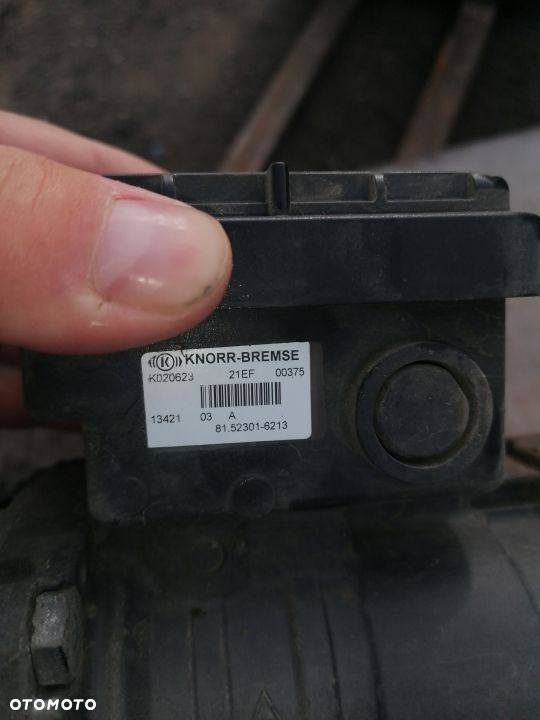 K KNORR-BREMSE
K020623 21EF 00375
13421 03 A
81.52301-6213
OTOMOTO